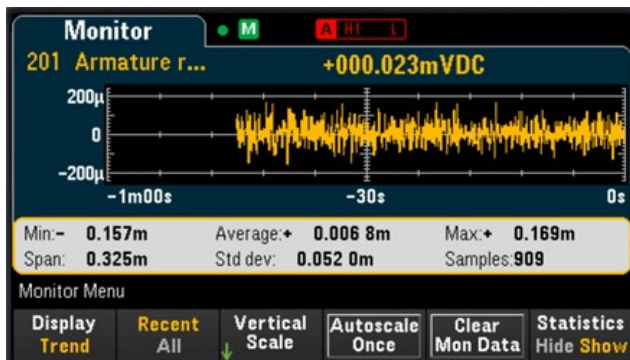 Monitor M A H1 L
201 Armature r... +000.023mVDC
200µ
0
-200µ
-1m00s -30s 0s
Min:- 0.157m Average:+ 0.006 8m Max:+ 0.169m
Span: 0.325m Std dev: 0.052 0m Samples:909
Monitor Menu
Display Recent Vertical Autoscale Clear Statistics
Trend All Scale Once Mon Data Hide Show